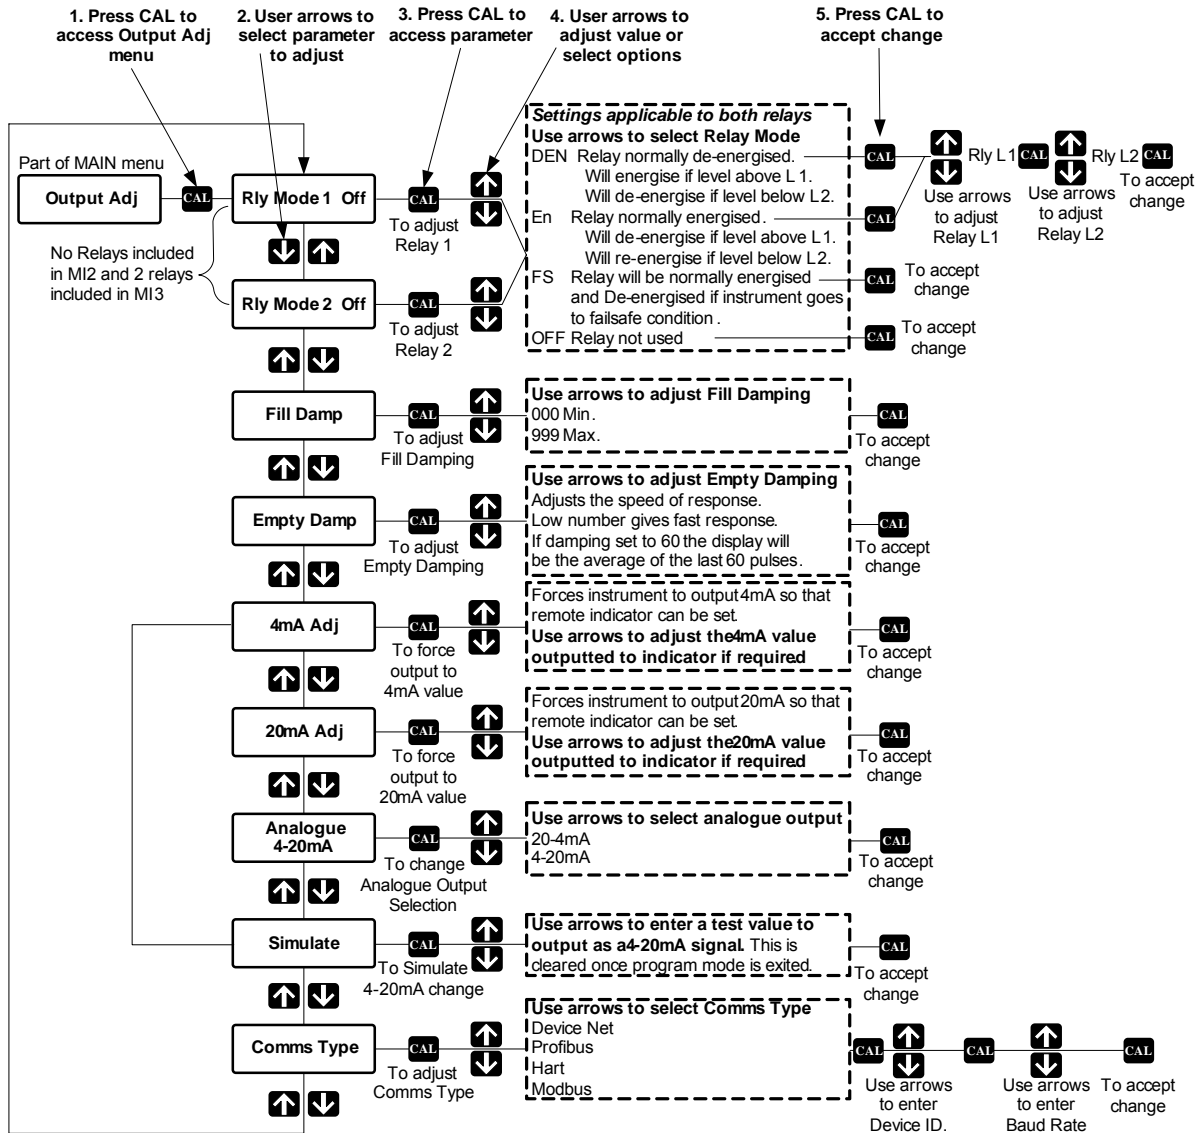 1. Press CAL to
access Output Adj
menu
2. User arrows to
select parameter
to adjust
3. Press CAL to
access parameter
4. User arrows to
adjust value or
select options
5. Press CAL to
accept change
Part of MAIN menu
Output Adj
CAL
Rly Mode 1 Off
CAL
To adjust
Relay 1
No Relays included
in MI2 and 2 relays
included in MI3
Rly Mode 2 Off
CAL
To adjust
Relay 2
Settings applicable to both relays
Use arrows to select Relay Mode
DEN Relay normally de-energised.
Will energise if level above L1.
Will de-energise if level below L2.
En Relay normally energised.
Will de-energise if level above L1.
Will re-energise if level below L2.
FS Relay will be normally energised
and De-energised if instrument goes
to failsafe condition.
OFF Relay not used
CAL
CAL
Rly L1
CAL
Rly L2
CAL
Use arrows
to adjust
Relay L1
Use arrows
to adjust
Relay L2
To accept
change
CAL
To accept
change
CAL
To accept
change
Fill Damp
CAL
To adjust
Fill Damping
Use arrows to adjust Fill Damping
000 Min.
999 Max.
CAL
To accept
change
Empty Damp
CAL
To adjust
Empty Damping
Use arrows to adjust Empty Damping
Adjusts the speed of response.
Low number gives fast response.
If damping set to 60 the display will
be the average of the last 60 pulses.
CAL
To accept
change
4mA Adj
CAL
To force
output to
4mA value
Forces instrument to output 4mA so that
remote indicator can be set.
Use arrows to adjust the 4mA value
outputted to indicator if required
CAL
To accept
change
20mA Adj
CAL
To force
output to
20mA value
Forces instrument to output 20mA so that
remote indicator can be set.
Use arrows to adjust the 20mA value
outputted to indicator if required
CAL
To accept
change
Analogue
4-20mA
CAL
To change
Analogue Output
Selection
Use arrows to select analogue output
20-4mA
4-20mA
CAL
To accept
change
Simulate
CAL
To Simulate
4-20mA change
Use arrows to enter a test value to
output as a 4-20mA signal. This is
cleared once program mode is exited.
CAL
To accept
change
Comms Type
CAL
To adjust
Comms Type
Use arrows to select Comms Type
Device Net
Profibus
Hart
Modbus
CAL
Use arrows
to enter
Device ID.
CAL
Use arrows
to enter
Baud Rate
CAL
To accept
change